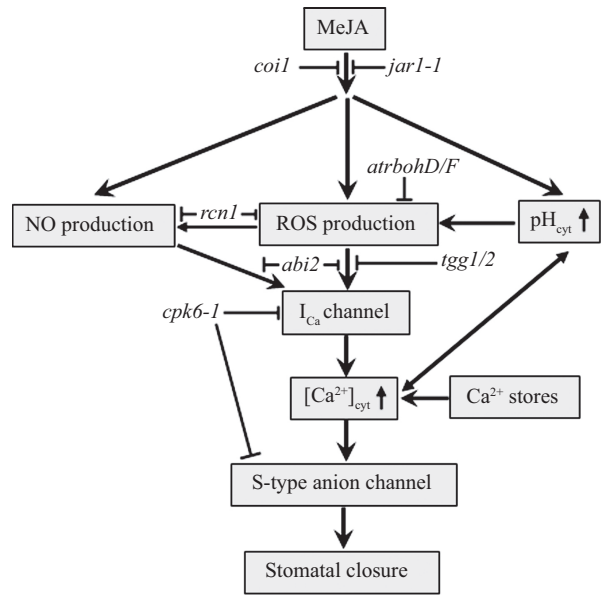 MeJA
coi1
jar1-1
atrbohD/F
NO production
rcn1
ROS production
pHcyt
abi2
tgg1/2
cpk6-1
ICa channel
[Ca²⁺]cyt
Ca²⁺ stores
S-type anion channel
Stomatal closure